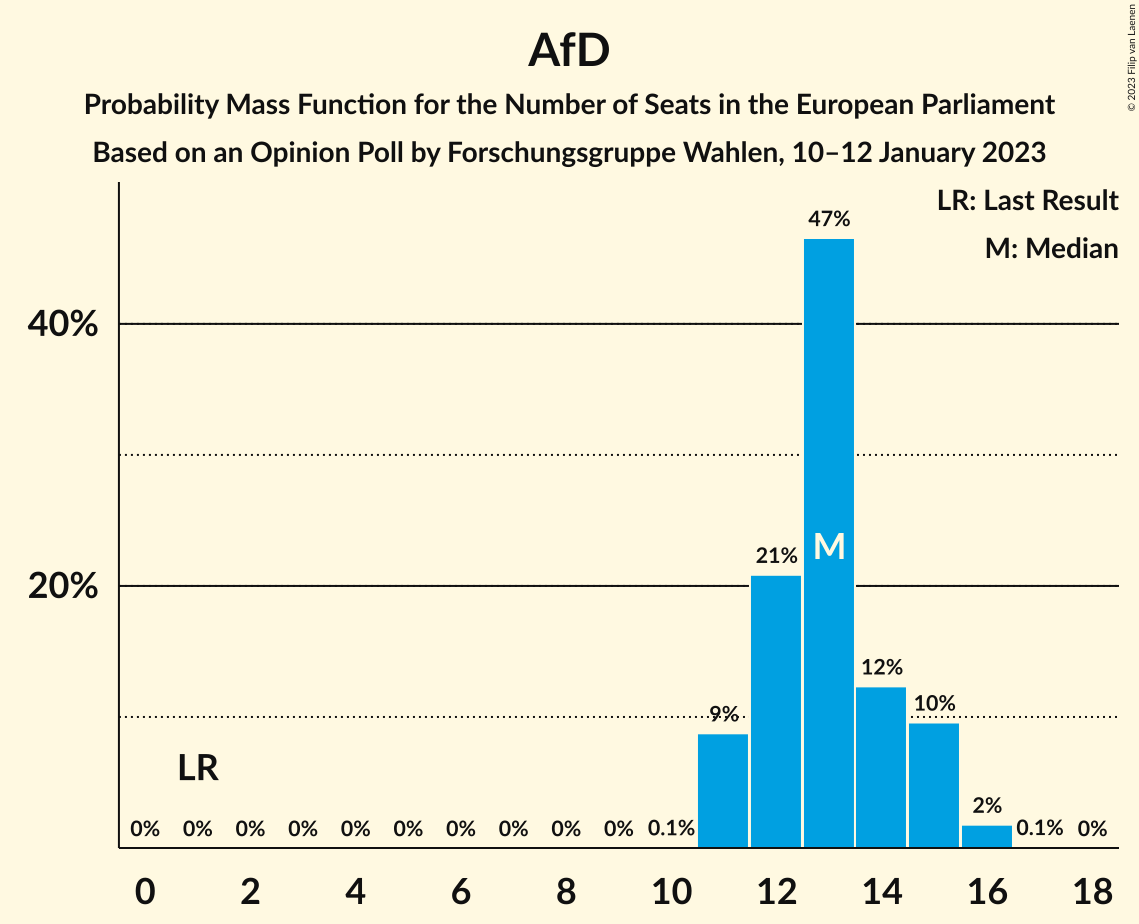 AfD
Probability Mass Function for the Number of Seats in the European Parliament
Based on an Opinion Poll by Forschungsgruppe Wahlen, 10–12 January 2023
© 2023 Filip van Laenen
LR: Last Result
M: Median
47%
40%
M
21%
20%
12%
10%
9%
LR
2%
0% 0% 0% 0% 0% 0% 0% 0% 0% 0% 0.1% 0.1% 0%
0 2 4 6 8 10 12 14 16 18